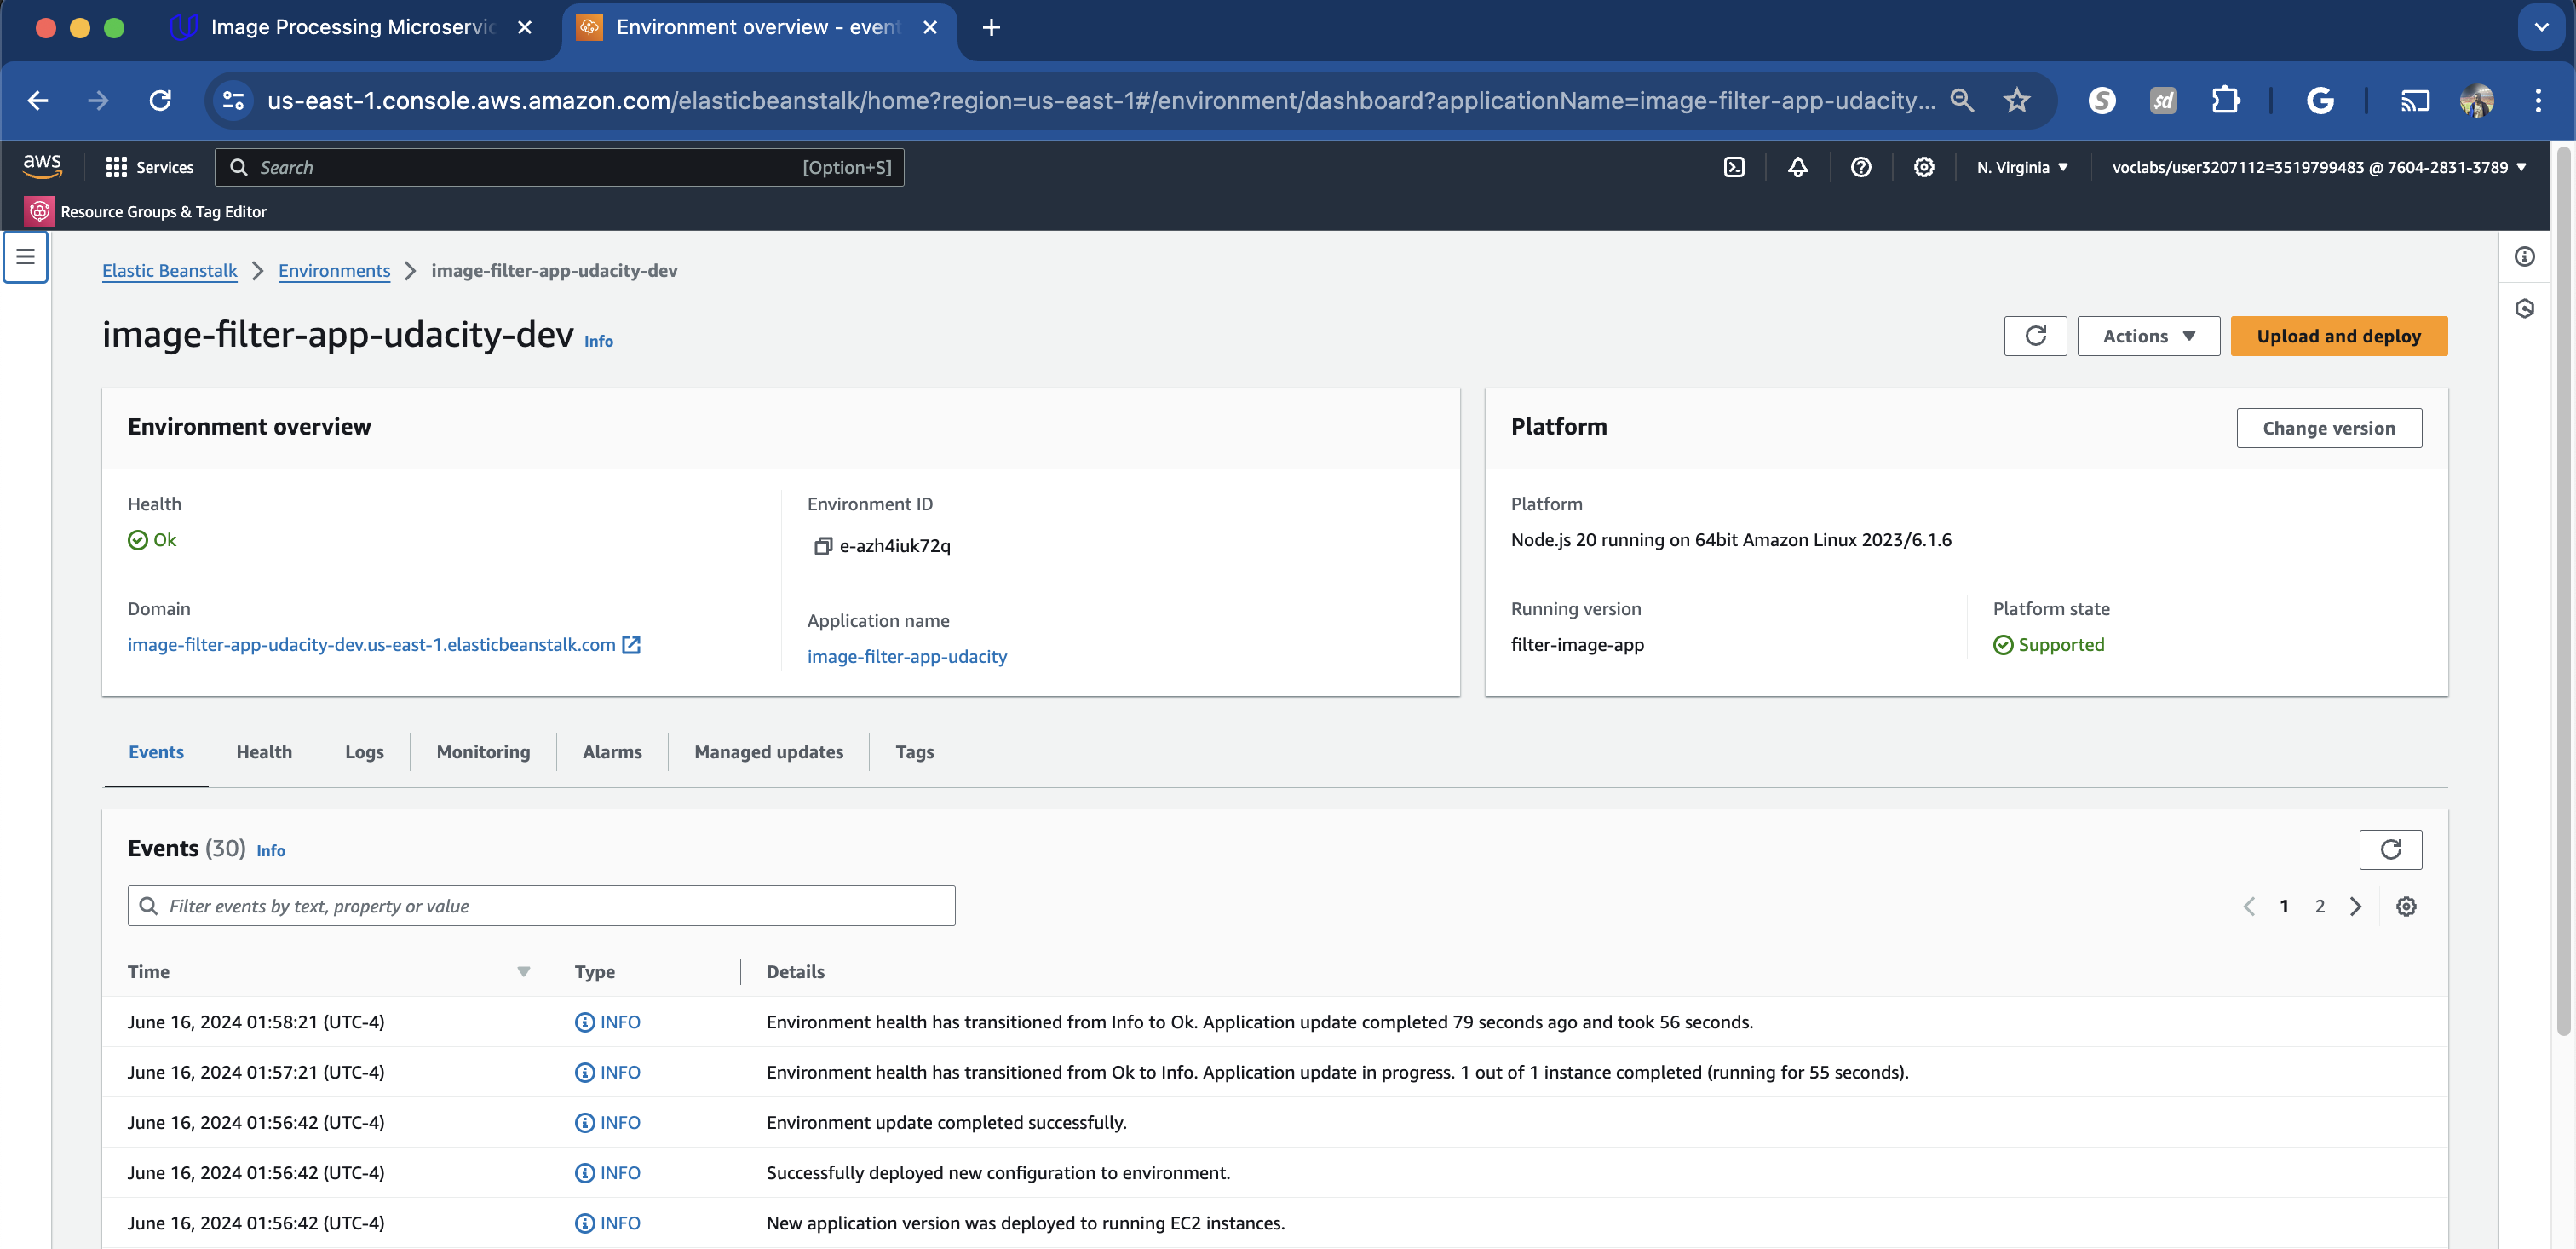 Image Processing Microservic
Environment overview - event
us-east-1.console.aws.amazon.com/elasticbeanstalk/home?region=us-east-1#/environment/dashboard?applicationName=image-filter-app-udacity...
aws
Services
Search
[Option+S]
N. Virginia
voclabs/user3207112=3519799483 @ 7604-2831-3789
Resource Groups & Tag Editor
Elastic Beanstalk
Environments
image-filter-app-udacity-dev
image-filter-app-udacity-dev Info
Actions
Upload and deploy
Environment overview
Health
Ok
Environment ID
e-azh4iuk72q
Domain
image-filter-app-udacity-dev.us-east-1.elasticbeanstalk.com
Application name
image-filter-app-udacity
Platform
Change version
Platform
Node.js 20 running on 64bit Amazon Linux 2023/6.1.6
Running version
filter-image-app
Platform state
Supported
Events
Health
Logs
Monitoring
Alarms
Managed updates
Tags
Events (30) Info
Filter events by text, property or value
1
2
Time
Type
Details
June 16, 2024 01:58:21 (UTC-4) INFO Environment health has transitioned from Info to Ok. Application update completed 79 seconds ago and took 56 seconds.
June 16, 2024 01:57:21 (UTC-4) INFO Environment health has transitioned from Ok to Info. Application update in progress. 1 out of 1 instance completed (running for 55 seconds).
June 16, 2024 01:56:42 (UTC-4) INFO Environment update completed successfully.
June 16, 2024 01:56:42 (UTC-4) INFO Successfully deployed new configuration to environment.
June 16, 2024 01:56:42 (UTC-4) INFO New application version was deployed to running EC2 instances.